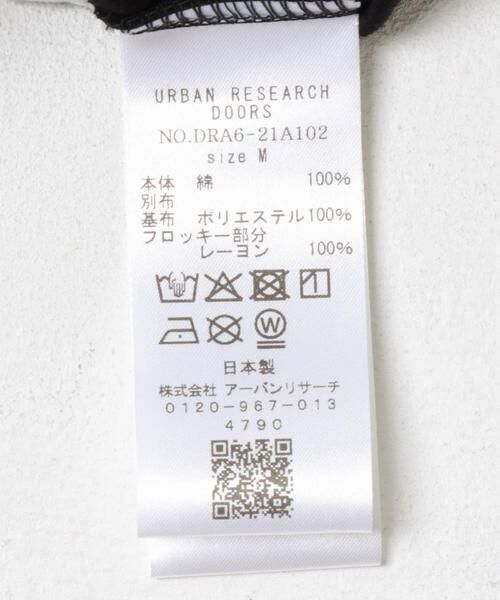 URBAN RESEARCH
DOORS
NO.DRA6-21A102
size M
本体 綿 100%
別布
基布 ポリエステル100%
フロッキー部分
レーヨン 100%
W
日本製
株式会社 アーバンリサーチ
0120-967-013
4790